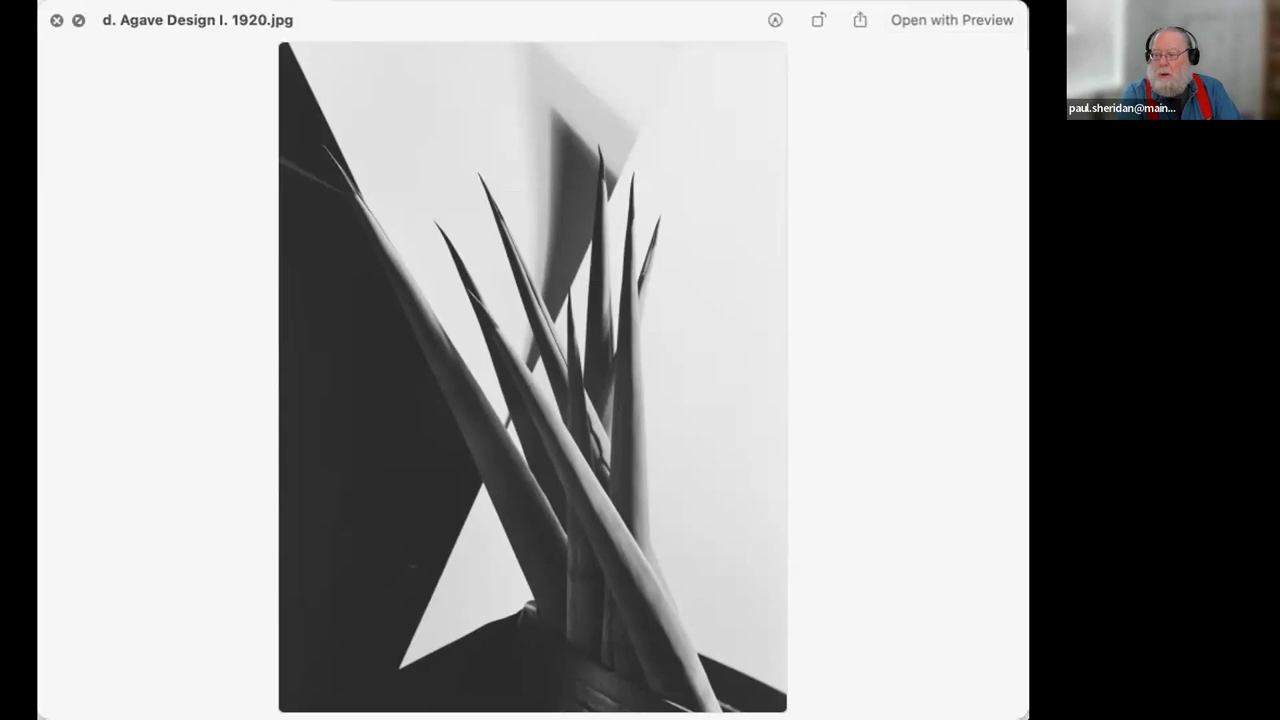 d. Agave Design I. 1920.jpg
Open with Preview
paul.sheridan@main...